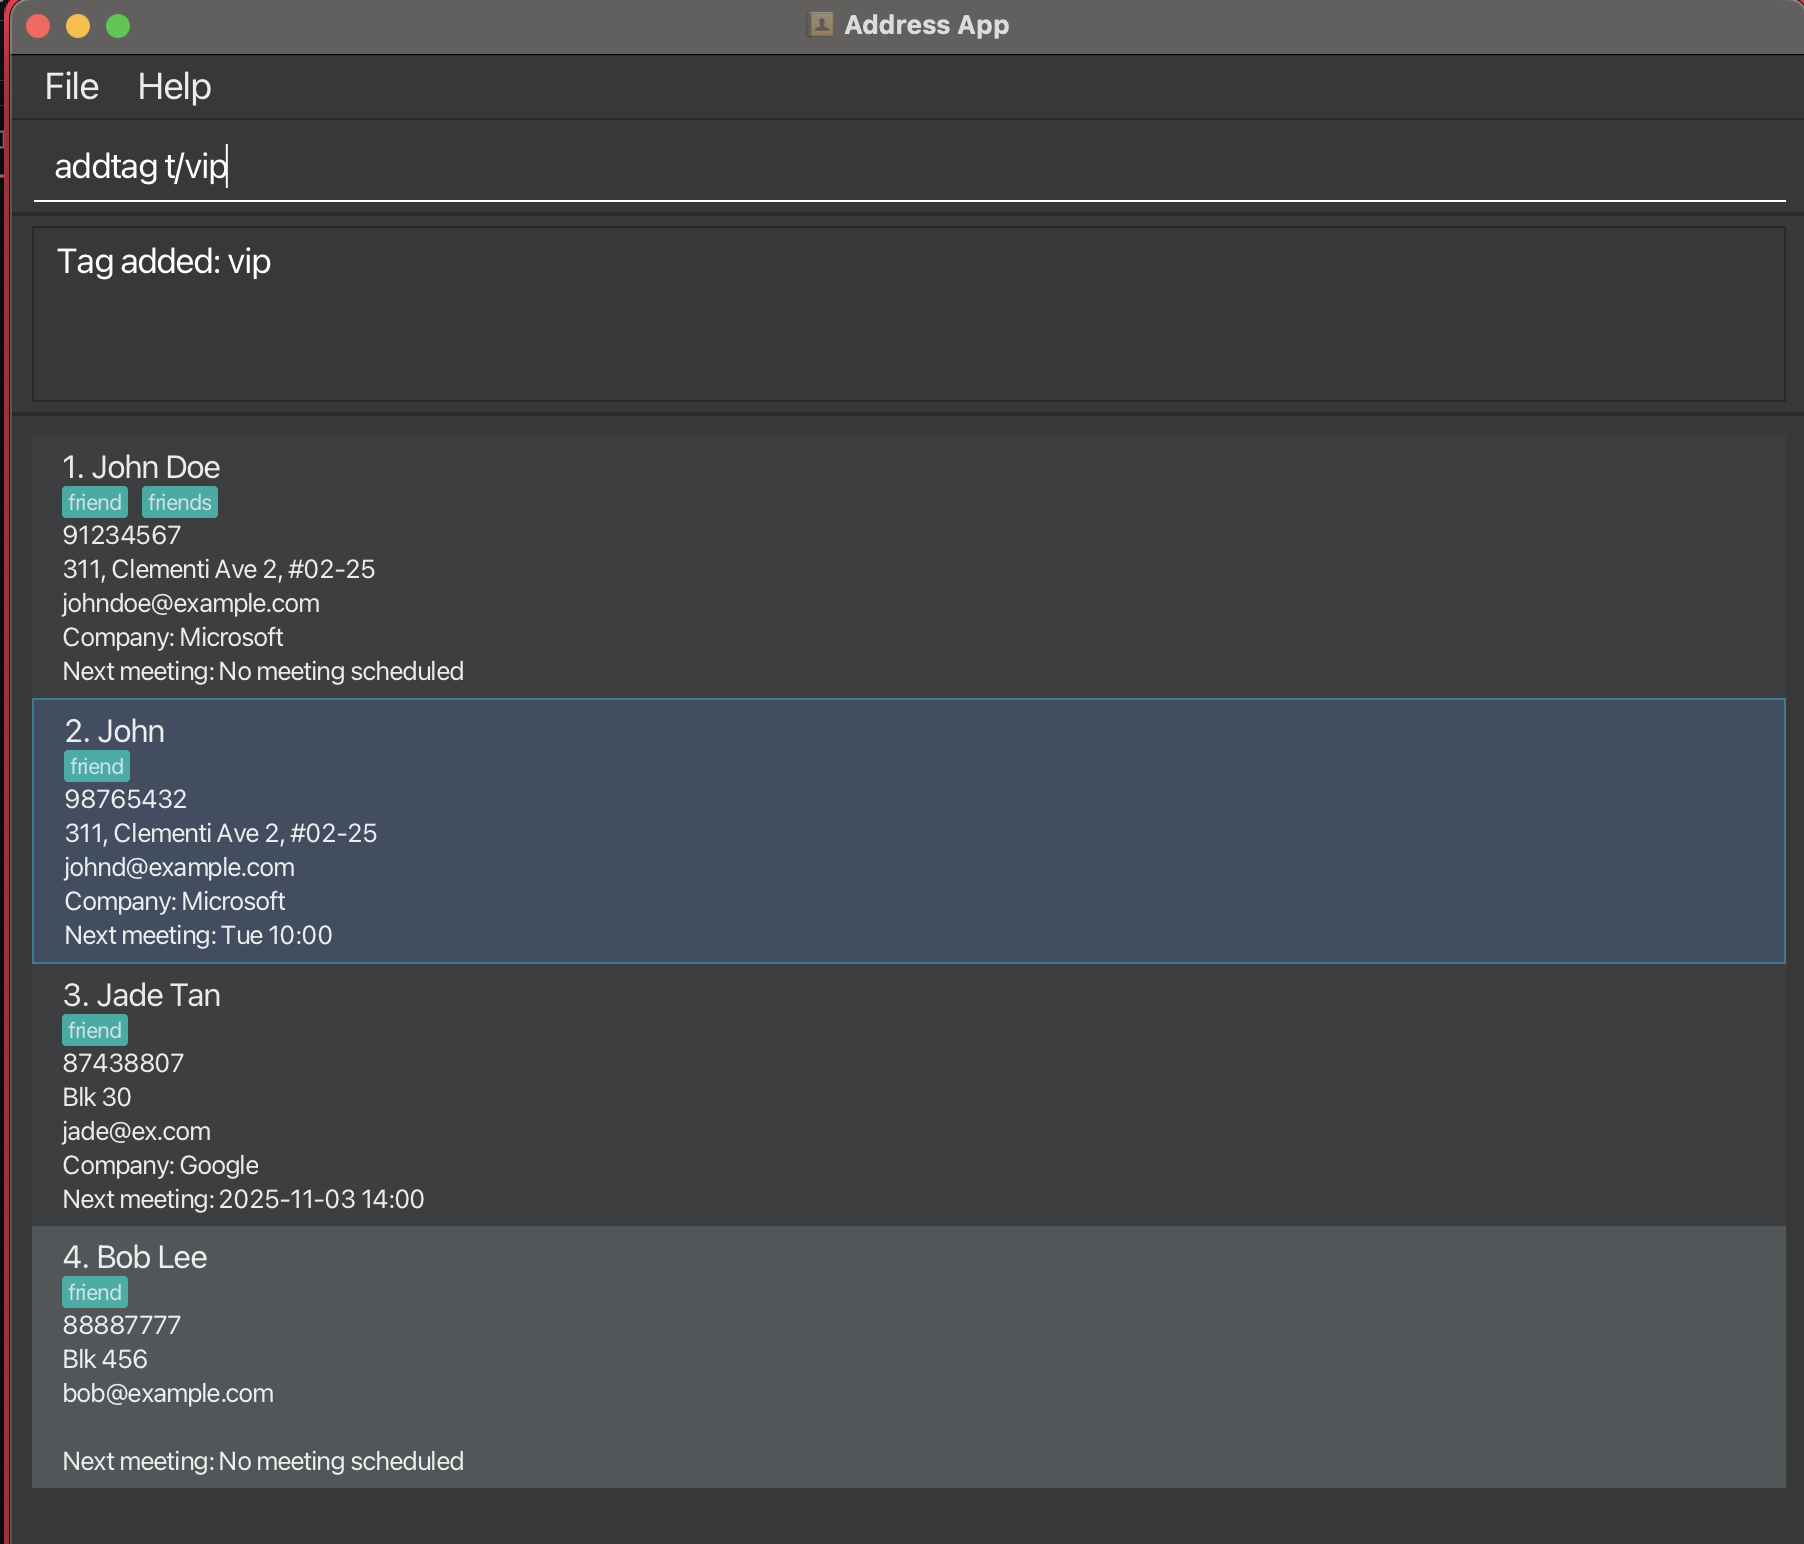 Address App
File Help
addtag t/vip
Tag added: vip
1. John Doe
friend friends
91234567
311, Clementi Ave 2, #02-25
johndoe@example.com
Company: Microsoft
Next meeting: No meeting scheduled
2. John
friend
98765432
311, Clementi Ave 2, #02-25
johnd@example.com
Company: Microsoft
Next meeting: Tue 10:00
3. Jade Tan
friend
87438807
Blk 30
jade@ex.com
Company: Google
Next meeting: 2025-11-03 14:00
4. Bob Lee
friend
88887777
Blk 456
bob@example.com
Next meeting: No meeting scheduled